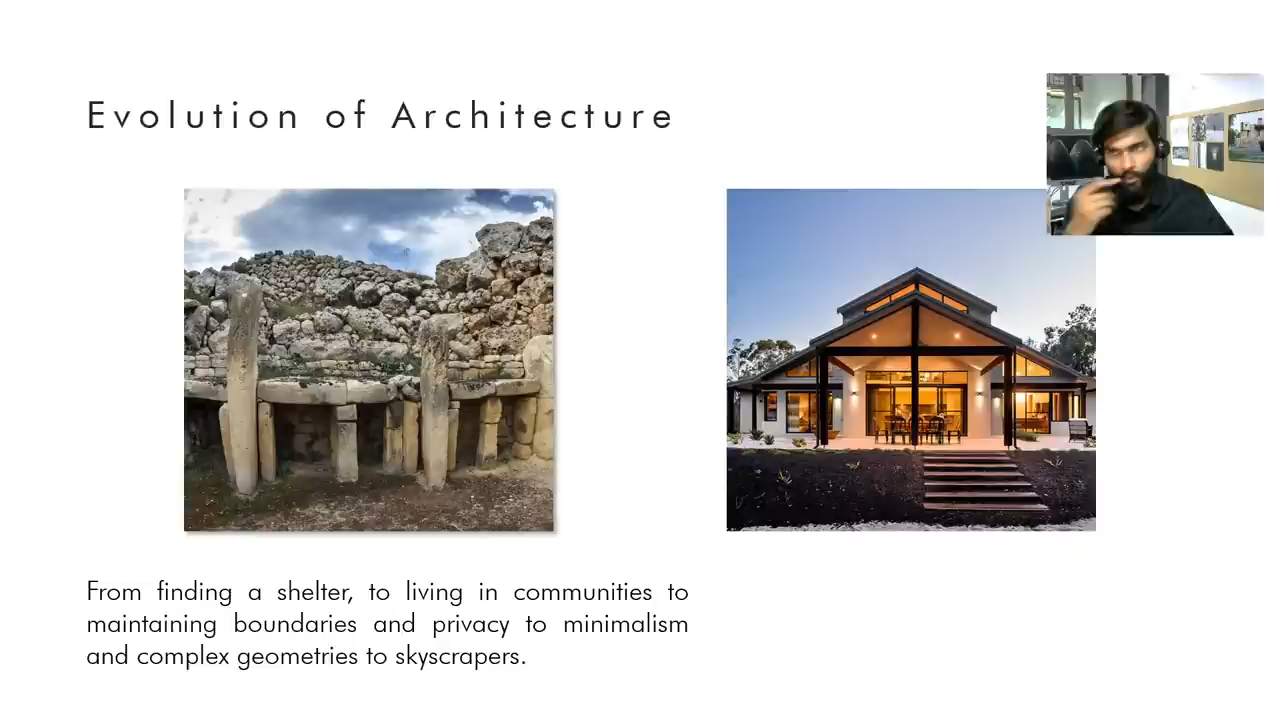 Evolution of Architecture
From finding a shelter, to living in communities to
maintaining boundaries and privacy to minimalism
and complex geometries to skyscrapers.